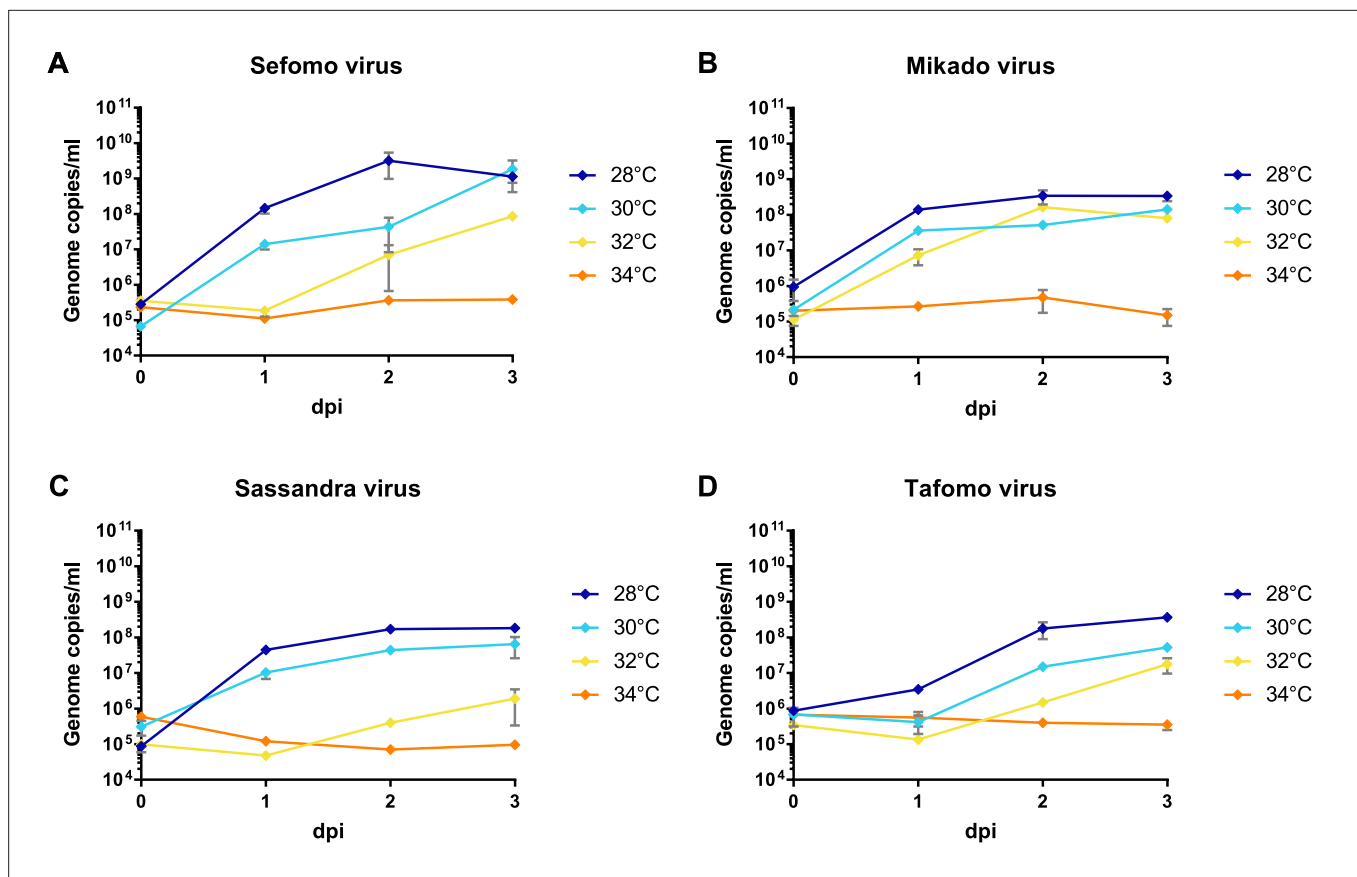 A
Sefomo virus
Genome copies/ml
10^11
10^10
10^9
10^8
10^7
10^6
10^5
10^4
0 1 2 3
dpi
28°C
30°C
32°C
34°C
B
Mikado virus
Genome copies/ml
10^11
10^10
10^9
10^8
10^7
10^6
10^5
10^4
0 1 2 3
dpi
28°C
30°C
32°C
34°C
C
Sassandra virus
Genome copies/ml
10^11
10^10
10^9
10^8
10^7
10^6
10^5
10^4
0 1 2 3
dpi
28°C
30°C
32°C
34°C
D
Tafomo virus
Genome copies/ml
10^11
10^10
10^9
10^8
10^7
10^6
10^5
10^4
0 1 2 3
dpi
28°C
30°C
32°C
34°C